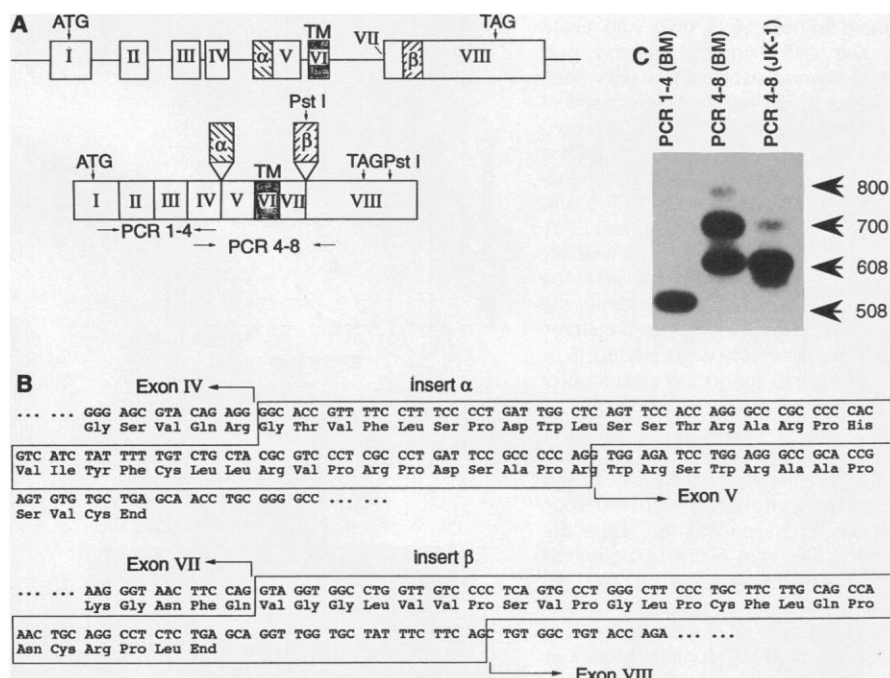 A
ATG
TM
VII
TAG
I II III IV α V VI β VIII
Pst I
α β
ATG
TM
TAG Pst I
I II III IV V VI VII VIII
PCR 1-4
PCR 4-8
C
PCR 1-4 (BM)
PCR 4-8 (BM)
PCR 4-8 (JK-1)
800
700
608
508
B
Exon IV
insert α
... ... GGG AGC GTA CAG AGG GGC ACC GTT TTC CTT TCC CCT GAT TGG CTC AGT TCC ACC AGG GCC CGC CCC CAC
Gly Ser Val Gln Arg Gly Thr Val Phe Leu Ser Pro Asp Trp Leu Ser Ser Thr Arg Ala Arg Pro His
GTC ATC TAT TTT TGT CTG CTA CGC GTC CCT CGC CCT GAT TCC GCC CCC AGG TGG AGA TCC TGG AGG GCC GCA CCG
Val Ile Tyr Phe Cys Leu Leu Arg Val Pro Arg Pro Asp Ser Ala Pro Arg Trp Arg Ser Trp Arg Ala Ala Pro
AGT GTG TGC TGA GCA ACC TGC GGG GCC ... ...
Ser Val Cys End
Exon V
Exon VII
insert β
... ... AAG GGT AAC TTC CAG GTA GGT GGC CTG GTT GTC CCC TCA GTG CCT GGG CTT CCC TGC TTC TTG CAG CCA
Lys Gly Asn Phe Gln Val Gly Gly Leu Val Val Pro Ser Val Pro Gly Leu Pro Cys Phe Leu Gln Pro
AAC TGC AGG CCT CTC TGA GCA GGT TGG TGC TAT TTC TTC AGC TGT GGC TGT ACC AGA ... ...
Asn Cys Arg Pro Leu End
Exon VIII